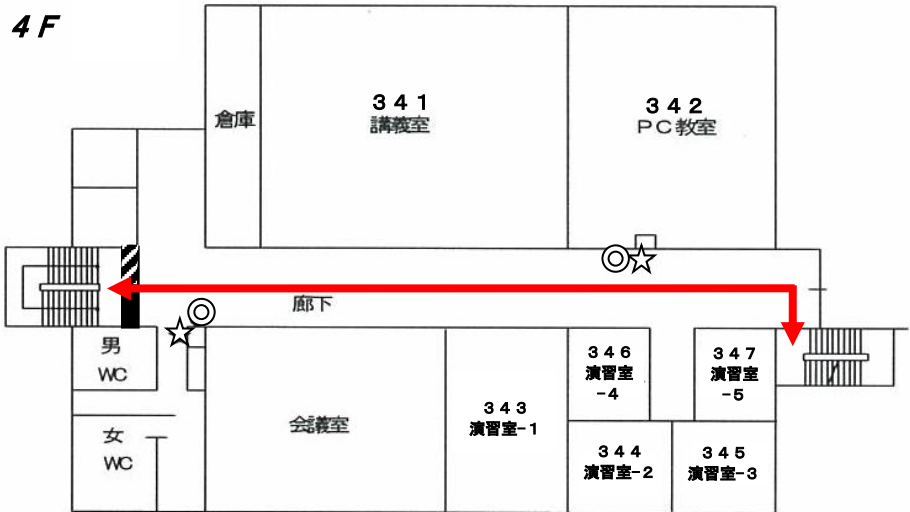 4F
倉庫
３４１
講義室
３４２
ＰＣ教室
廊下
男
WC
女
WC
会議室
３４３
演習室-１
３４６
演習室
-４
３４７
演習室
-５
３４４
演習室-２
３４５
演習室-３